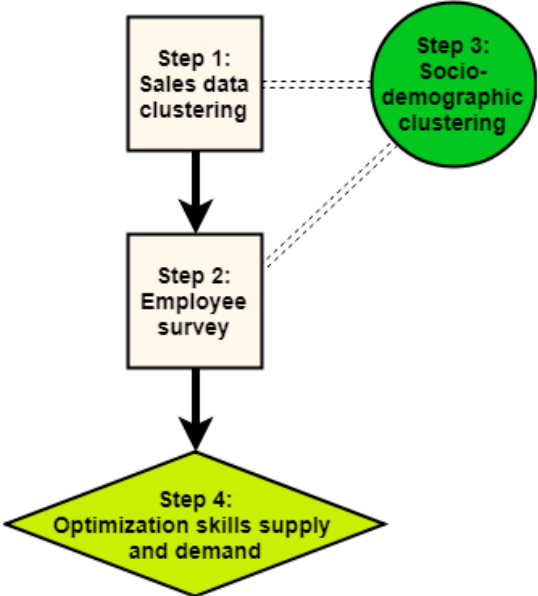 Step 1:
Sales data
clustering
Step 3:
Socio-
demographic
clustering
Step 2:
Employee
survey
Step 4:
Optimization skills supply
and demand